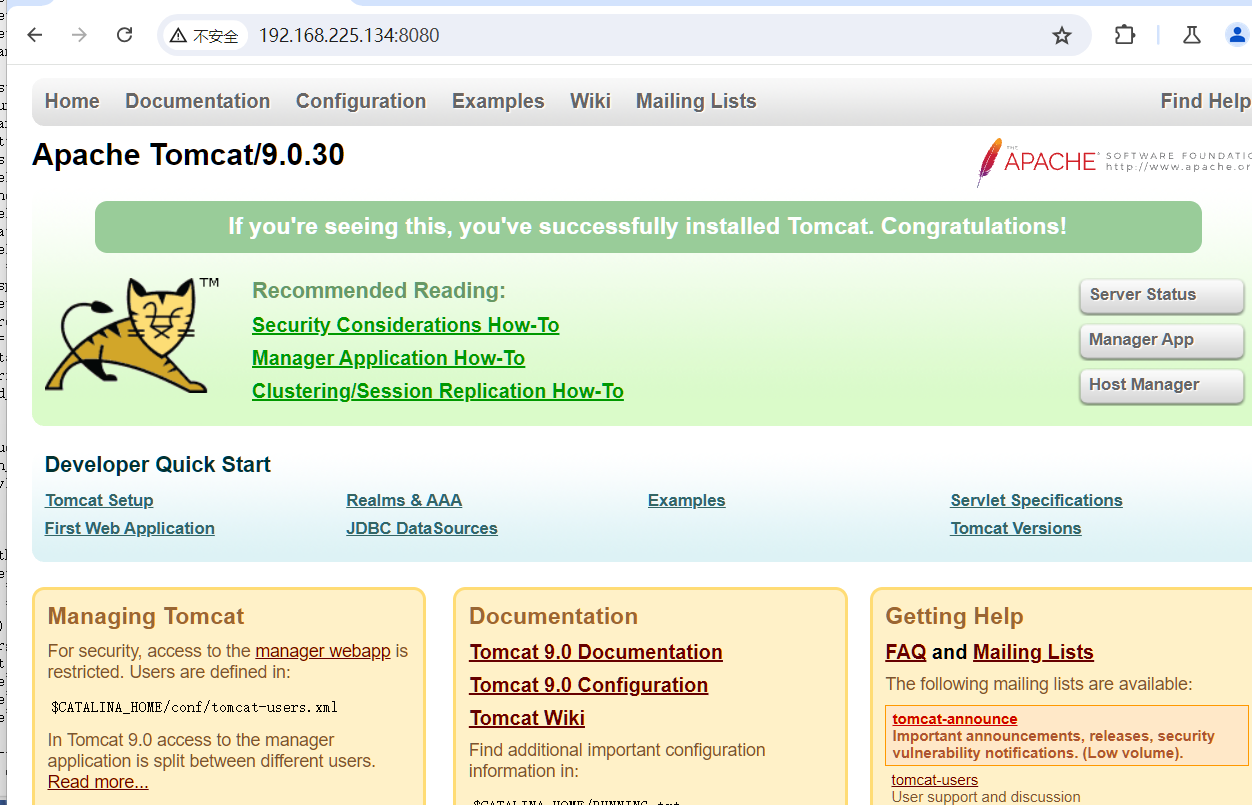 不安全
192.168.225.134:8080
Home Documentation Configuration Examples Wiki Mailing Lists Find Help
Apache Tomcat/9.0.30
THE APACHE SOFTWARE FOUNDATIO
http://www.apache.or
If you're seeing this, you've successfully installed Tomcat. Congratulations!
TM
Recommended Reading:
Security Considerations How-To
Manager Application How-To
Clustering/Session Replication How-To
Server Status
Manager App
Host Manager
Developer Quick Start
Tomcat Setup
First Web Application
Realms & AAA
JDBC DataSources
Examples
Servlet Specifications
Tomcat Versions
Managing Tomcat
For security, access to the manager webapp is
restricted. Users are defined in:
$CATALINA_HOME/conf/tomcat-users.xml
In Tomcat 9.0 access to the manager
application is split between different users.
Read more...
Documentation
Tomcat 9.0 Documentation
Tomcat 9.0 Configuration
Tomcat Wiki
Find additional important configuration
information in:
$CATALINA_HOME/RUNNING.txt
Getting Help
FAQ and Mailing Lists
The following mailing lists are available:
tomcat-announce
Important announcements, releases, security
vulnerability notifications. (Low volume).
tomcat-users
User support and discussion